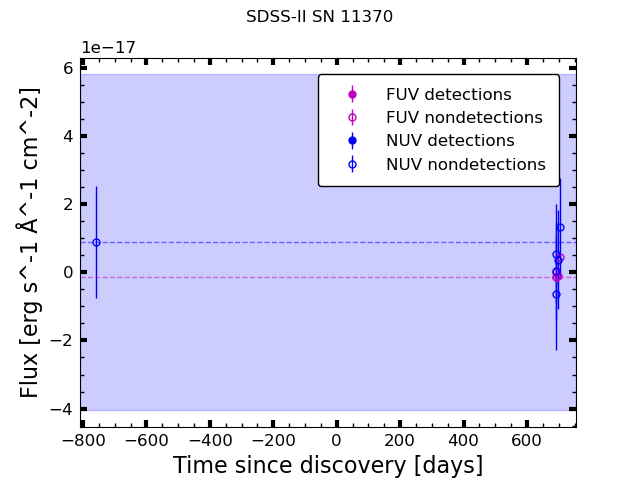 SDSS-II SN 11370
1e−17
6
4
2
0
−2
−4
Flux [erg s^-1 Å^-1 cm^-2]
FUV detections
FUV nondetections
NUV detections
NUV nondetections
−800 −600 −400 −200 0 200 400 600
Time since discovery [days]